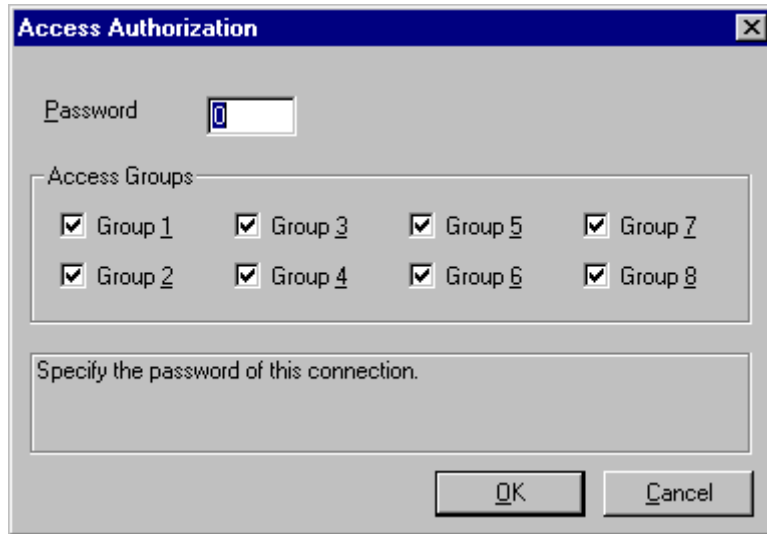 Access Authorization
Password 0
Access Groups
Group 1 Group 3 Group 5 Group 7
Group 2 Group 4 Group 6 Group 8
Specify the password of this connection.
OK Cancel